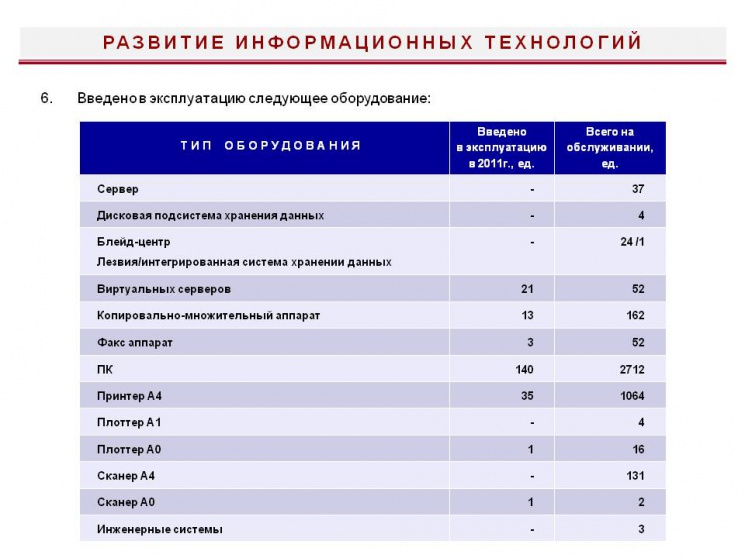 РАЗВИТИЕ ИНФОРМАЦИОННЫХ ТЕХНОЛОГИЙ
6. Введено в эксплуатацию следующее оборудование:
ТИП ОБОРУДОВАНИЯ
Введено
в эксплуатацию
в 2011г., ед.
Всего на
обслуживании,
ед.
Сервер - 37
Дисковая подсистема хранения данных - 4
Блейд-центр - 24 /1
Лезвия/интегрированная система хранении данных
Виртуальных серверов 21 52
Копировально-множительный аппарат 13 162
Факс аппарат 3 52
ПК 140 2712
Принтер А4 35 1064
Плоттер А1 - 4
Плоттер А0 1 16
Сканер А4 - 131
Сканер А0 1 2
Инженерные системы - 3